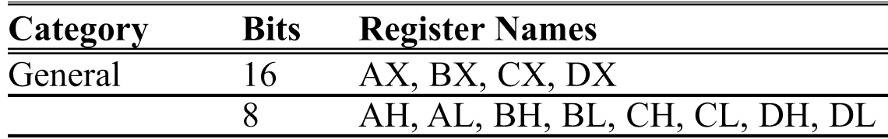 Category Bits Register Names
General 16 AX, BX, CX, DX
8 AH, AL, BH, BL, CH, CL, DH, DL